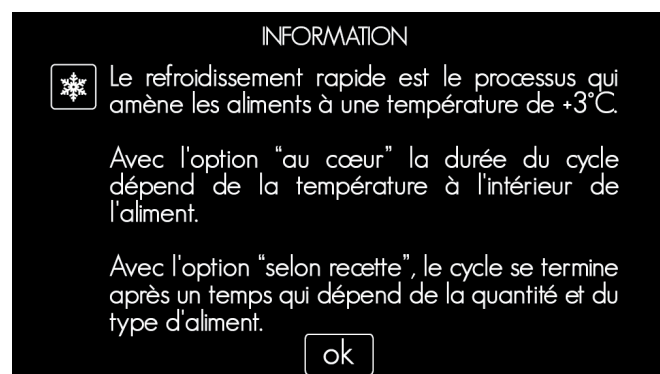 INFORMATION
Le refroidissement rapide est le processus qui
amène les aliments à une température de +3°C.
Avec l'option “au cœur” la durée du cycle
dépend de la température à l'intérieur de
l'aliment.
Avec l'option “selon recette”, le cycle se termine
après un temps qui dépend de la quantité et du
type d'aliment.
ok